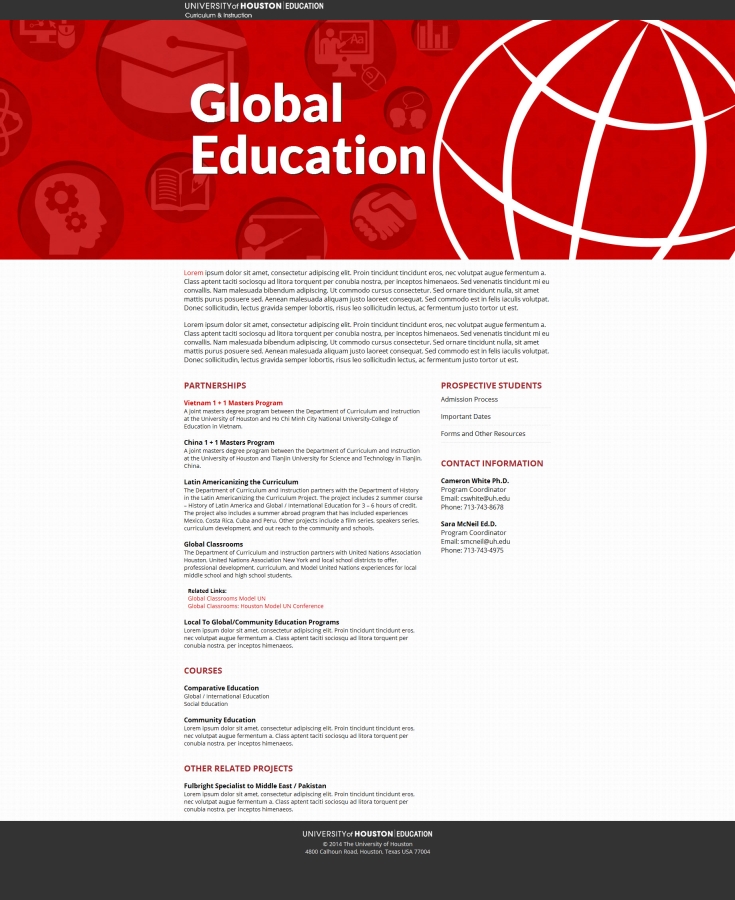 UNIVERSITY of HOUSTON | EDUCATION
Curriculum & Instruction
Aa
Global
Education
Lorem ipsum dolor sit amet, consectetur adipiscing elit. Proin tincidunt tincidunt eros, nec volutpat augue fermentum a.
Class aptent taciti sociosqu ad litora torquent per conubia nostra, per inceptos himenaeos. Sed venenatis tincidunt mi eu
convallis. Nam malesuada bibendum adipiscing. Ut commodo cursus consectetur. Sed ornare tincidunt nulla, sit amet
mattis purus posuere sed. Aenean malesuada aliquam justo laoreet consequat. Sed commodo est in felis iaculis volutpat.
Donec sollicitudin, lectus gravida semper lobortis, risus leo sollicitudin lectus, ac fermentum justo tortor ut est.
Lorem ipsum dolor sit amet, consectetur adipiscing elit. Proin tincidunt tincidunt eros, nec volutpat augue fermentum a.
Class aptent taciti sociosqu ad litora torquent per conubia nostra, per inceptos himenaeos. Sed venenatis tincidunt mi eu
convallis. Nam malesuada bibendum adipiscing. Ut commodo cursus consectetur. Sed ornare tincidunt nulla, sit amet
mattis purus posuere sed. Aenean malesuada aliquam justo laoreet consequat. Sed commodo est in felis iaculis volutpat.
Donec sollicitudin, lectus gravida semper lobortis, risus leo sollicitudin lectus, ac fermentum justo tortor ut est.
PARTNERSHIPS
Vietnam 1 + 1 Masters Program
A joint masters degree program between the Department of Curriculum and Instruction
at the University of Houston and Ho Chi Minh City National University-College of
Education in Vietnam.
China 1 + 1 Masters Program
A joint masters degree program between the Department of Curriculum and Instruction
at the University of Houston and Tianjin University for Science and Technology in Tianjin,
China.
Latin Americanizing the Curriculum
The Department of Curriculum and Instruction partners with the Department of History
in the Latin Americanizing the Curriculum Project. The project includes 2 summer course
– History of Latin America and Global / International Education for 3 – 6 hours of credit.
The project also includes a summer abroad program that has included experiences
Mexico, Costa Rica, Cuba and Peru. Other projects include a film series, speakers series,
curriculum development, and out reach to the community and schools.
Global Classrooms
The Department of Curriculum and Instruction partners with United Nations Association
Houston, United Nations Association New York and local school districts to offer,
professional development, curriculum, and Model United Nations experiences for local
middle school and high school students.
Related Links:
Global Classrooms Model UN
Global Classrooms: Houston Model UN Conference
Local To Global/Community Education Programs
Lorem ipsum dolor sit amet, consectetur adipiscing elit. Proin tincidunt tincidunt eros,
nec volutpat augue fermentum a. Class aptent taciti sociosqu ad litora torquent per
conubia nostra, per inceptos himenaeos.
COURSES
Comparative Education
Global / International Education
Social Education
Community Education
Lorem ipsum dolor sit amet, consectetur adipiscing elit. Proin tincidunt tincidunt eros,
nec volutpat augue fermentum a. Class aptent taciti sociosqu ad litora torquent per
conubia nostra, per inceptos himenaeos.
OTHER RELATED PROJECTS
Fulbright Specialist to Middle East / Pakistan
Lorem ipsum dolor sit amet, consectetur adipiscing elit. Proin tincidunt tincidunt eros,
nec volutpat augue fermentum a. Class aptent taciti sociosqu ad litora torquent per
conubia nostra, per inceptos himenaeos.
PROSPECTIVE STUDENTS
Admission Process
Important Dates
Forms and Other Resources
CONTACT INFORMATION
Cameron White Ph.D.
Program Coordinator
Email: cswhite@uh.edu
Phone: 713-743-8678
Sara McNeil Ed.D.
Program Coordinator
Email: smcneil@uh.edu
Phone: 713-743-4975
UNIVERSITY of HOUSTON | EDUCATION
© 2014 The University of Houston
4800 Calhoun Road, Houston, Texas USA 77004